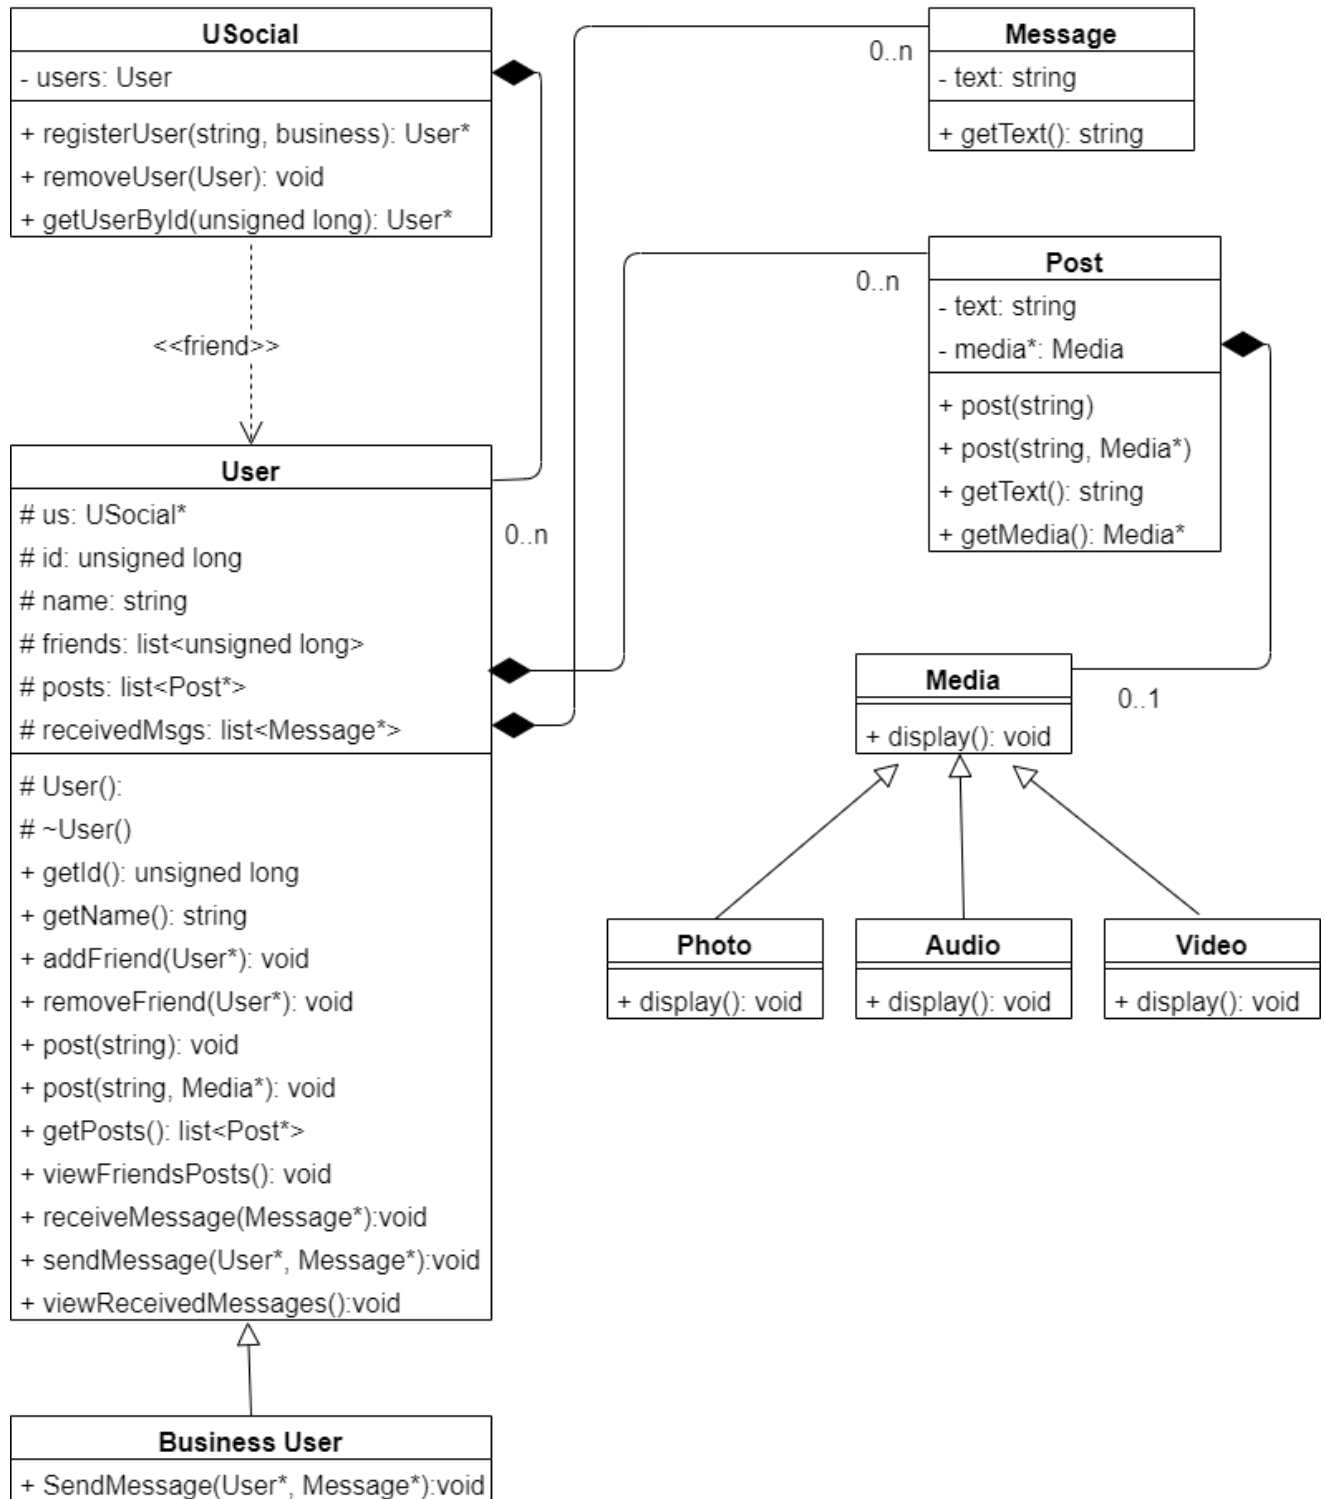 USocial
- users: User
+ registerUser(string, business): User*
+ removeUser(User): void
+ getUserById(unsigned long): User*
<<friend>>
User
# us: USocial*
# id: unsigned long
# name: string
# friends: list<unsigned long>
# posts: list<Post*>
# receivedMsgs: list<Message*>
# User():
# ~User()
+ getId(): unsigned long
+ getName(): string
+ addFriend(User*): void
+ removeFriend(User*): void
+ post(string): void
+ post(string, Media*): void
+ getPosts(): list<Post*>
+ viewFriendsPosts(): void
+ receiveMessage(Message*):void
+ sendMessage(User*, Message*):void
+ viewReceivedMessages():void
Business User
+ SendMessage(User*, Message*):void
0..n
0..n
Message
- text: string
+ getText(): string
0..n
Post
- text: string
- media*: Media
+ post(string)
+ post(string, Media*)
+ getText(): string
+ getMedia(): Media*
0..1
Media
+ display(): void
Photo
+ display(): void
Audio
+ display(): void
Video
+ display(): void